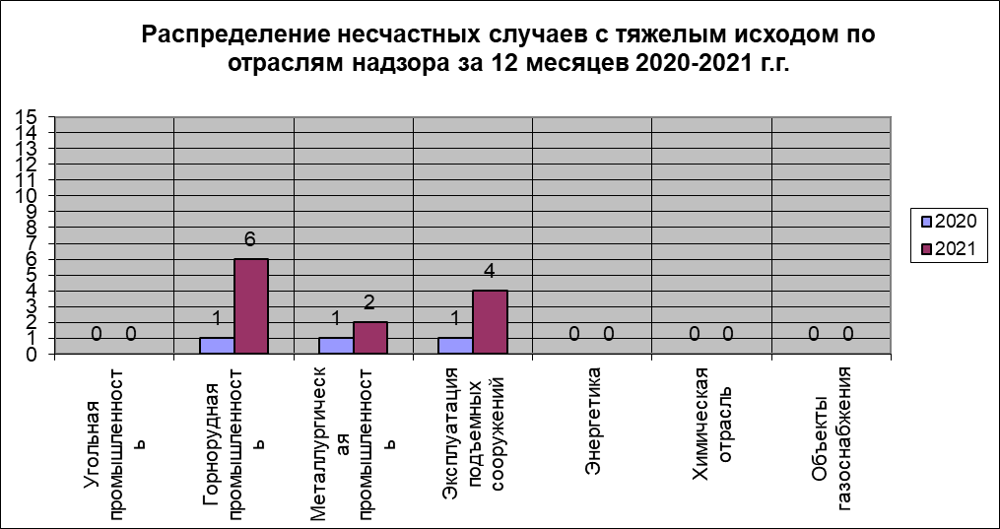 Распределение несчастных случаев с тяжелым исходом по
отраслям надзора за 12 месяцев 2020-2021 г.г.
15
14
13
12
11
10
9
8
7
6
5
4
3
2
1
0
0 0
1 6
1 2
1 4
0 0
0 0
0 0
2020
2021
Угольная
промышленност
ь
Горнорудная
промышленност
ь
Металлургическ
ая
промышленност
ь
Эксплуатация
подъемных
сооружений
Энергетика
Химическая
отрасль
Объекты
газоснабжения